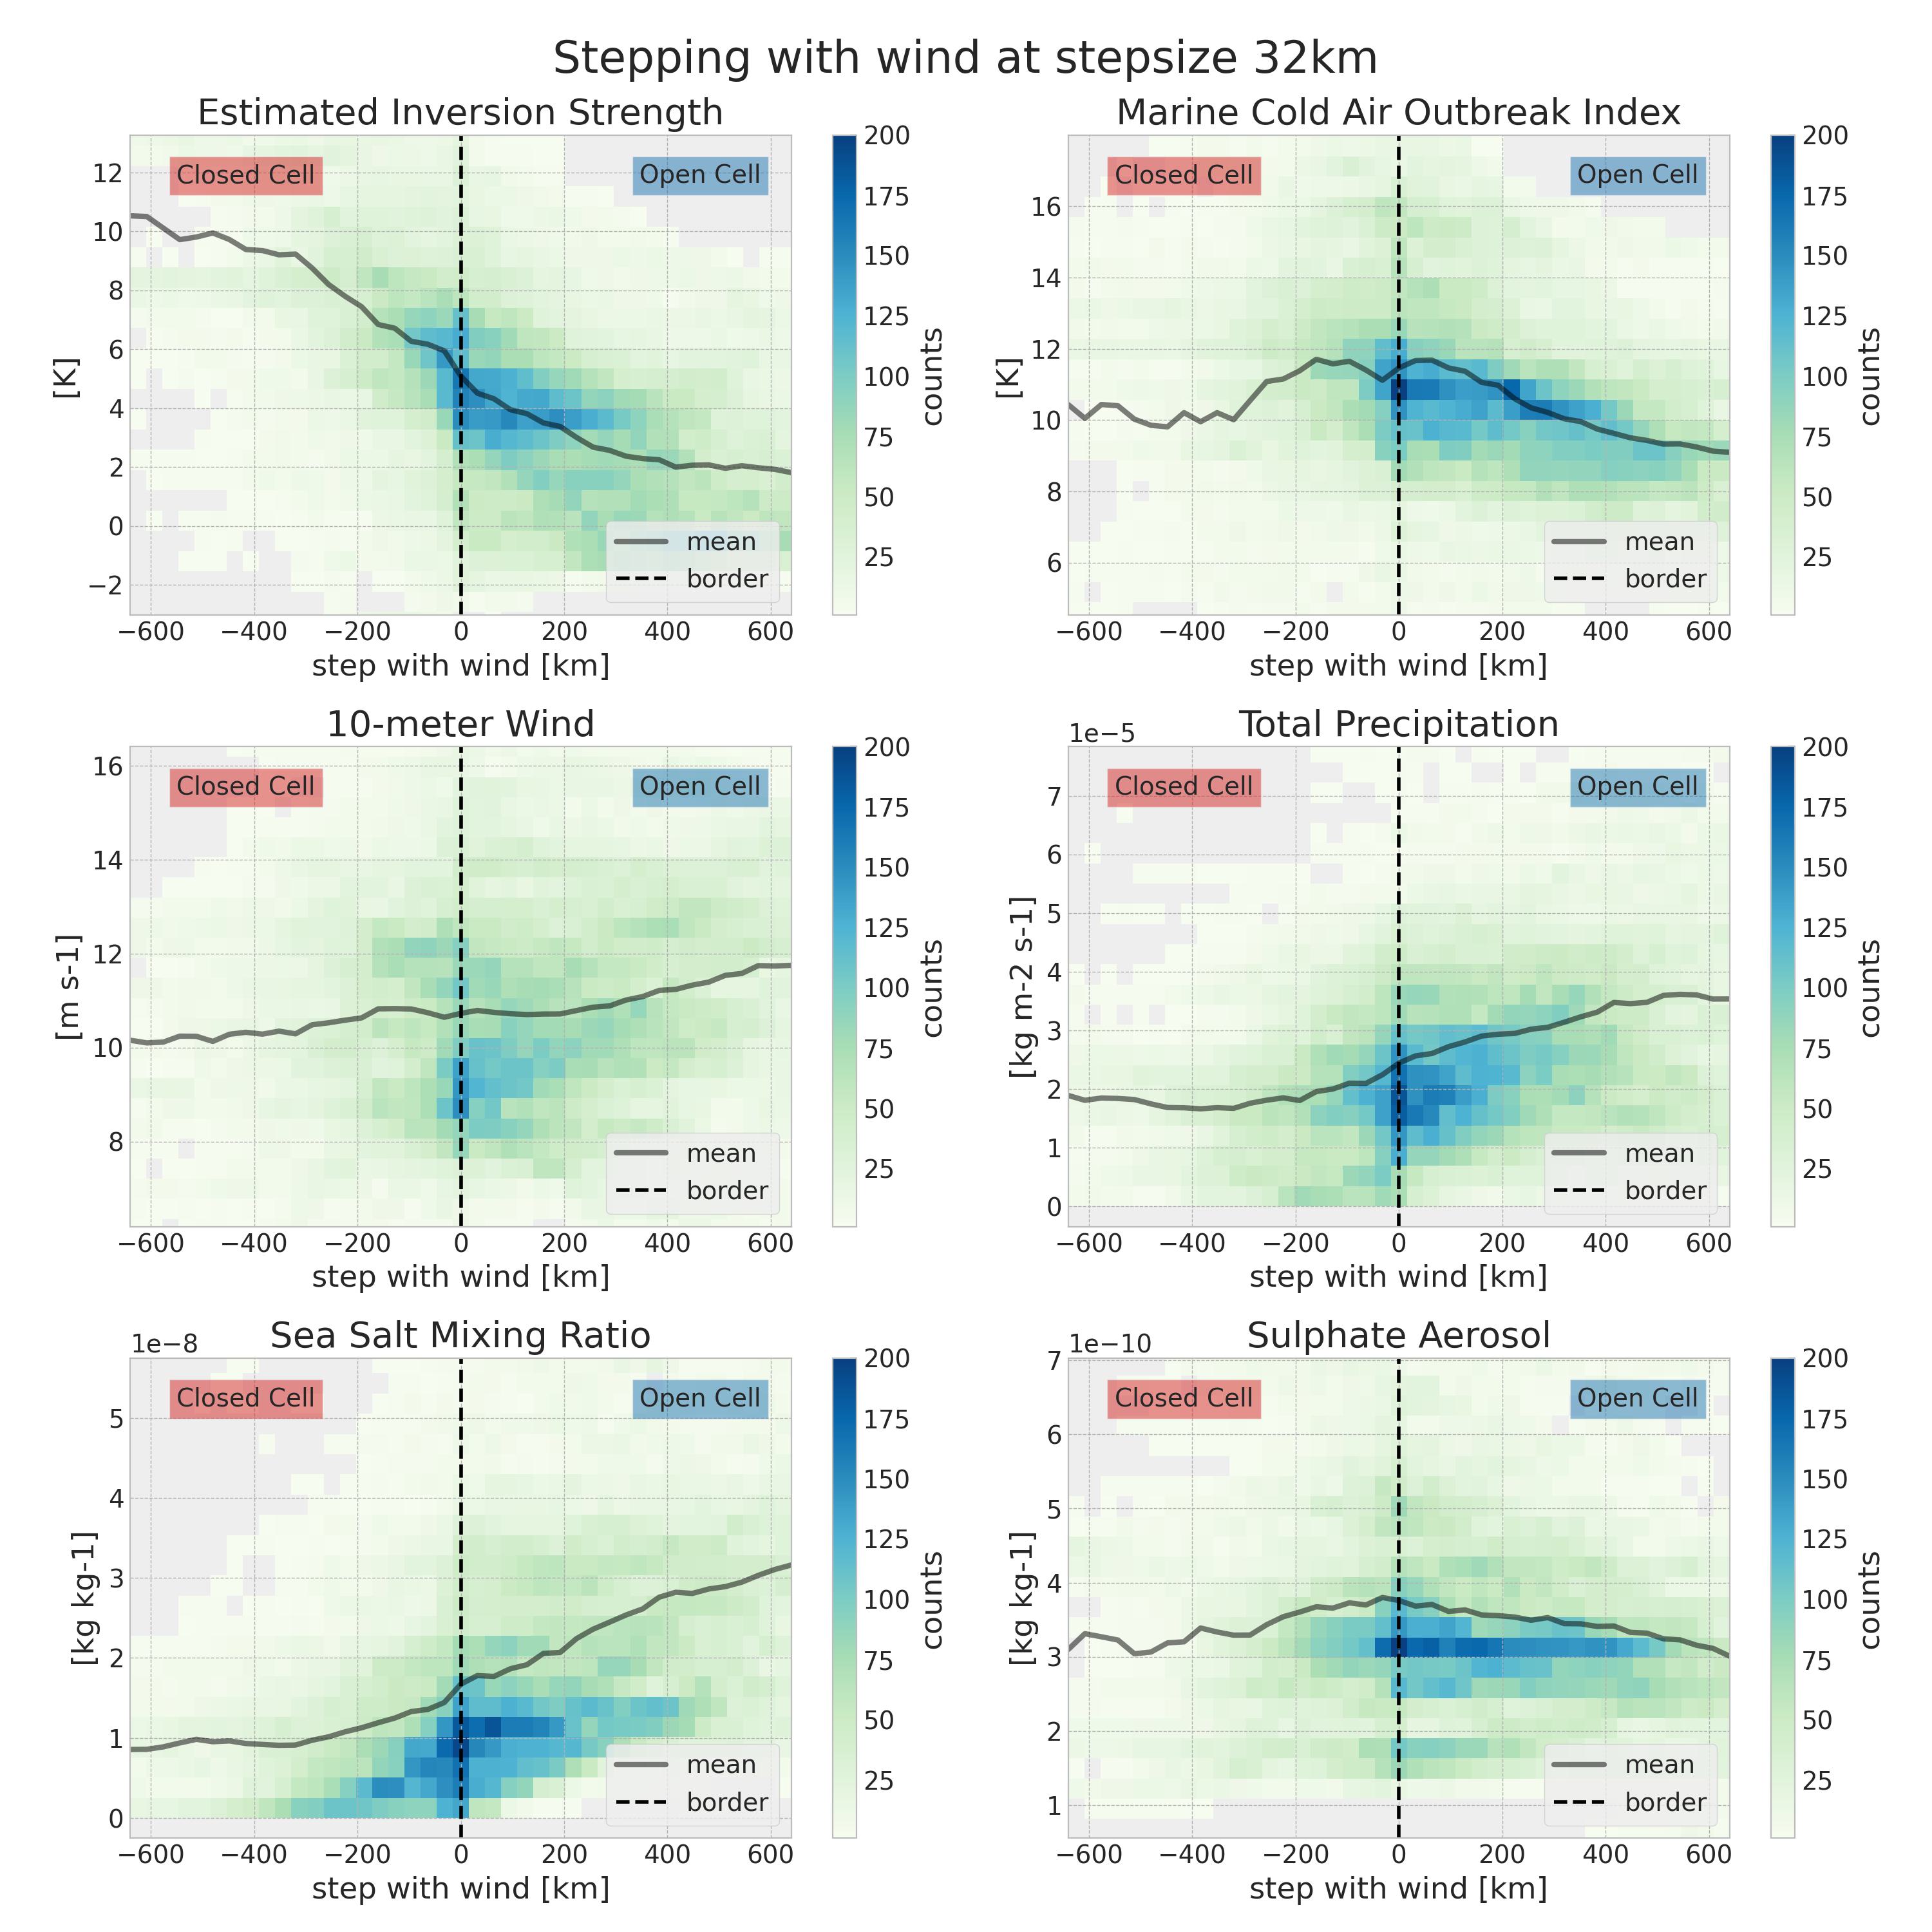 Stepping with wind at stepsize 32km
Estimated Inversion Strength
Closed Cell
Open Cell
12
10
8
6
4
2
0
−2
[K]
−600 −400 −200 0 200 400 600
step with wind [km]
mean
border
200
175
150
125
100
75
50
25
counts
Marine Cold Air Outbreak Index
Closed Cell
Open Cell
16
14
12
10
8
6
[K]
−600 −400 −200 0 200 400 600
step with wind [km]
mean
border
200
175
150
125
100
75
50
25
counts
10-meter Wind
Closed Cell
Open Cell
16
14
12
10
8
[m s-1]
−600 −400 −200 0 200 400 600
step with wind [km]
mean
border
200
175
150
125
100
75
50
25
counts
Total Precipitation
1e−5
Closed Cell
Open Cell
7
6
5
4
3
2
1
0
[kg m-2 s-1]
−600 −400 −200 0 200 400 600
step with wind [km]
mean
border
200
175
150
125
100
75
50
25
counts
Sea Salt Mixing Ratio
1e−8
Closed Cell
Open Cell
5
4
3
2
1
0
[kg kg-1]
−600 −400 −200 0 200 400 600
step with wind [km]
mean
border
200
175
150
125
100
75
50
25
counts
Sulphate Aerosol
1e−10
Closed Cell
Open Cell
7
6
5
4
3
2
1
[kg kg-1]
−600 −400 −200 0 200 400 600
step with wind [km]
mean
border
200
175
150
125
100
75
50
25
counts